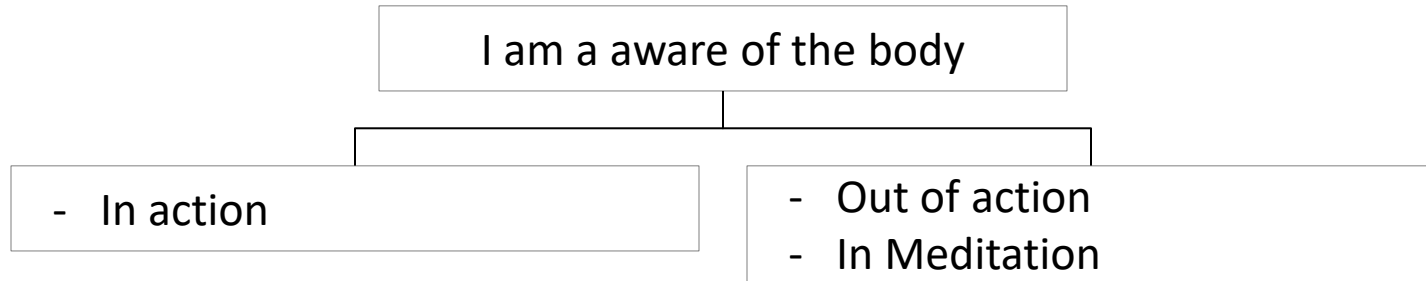 I am a aware of the body
- In action
- Out of action
- In Meditation